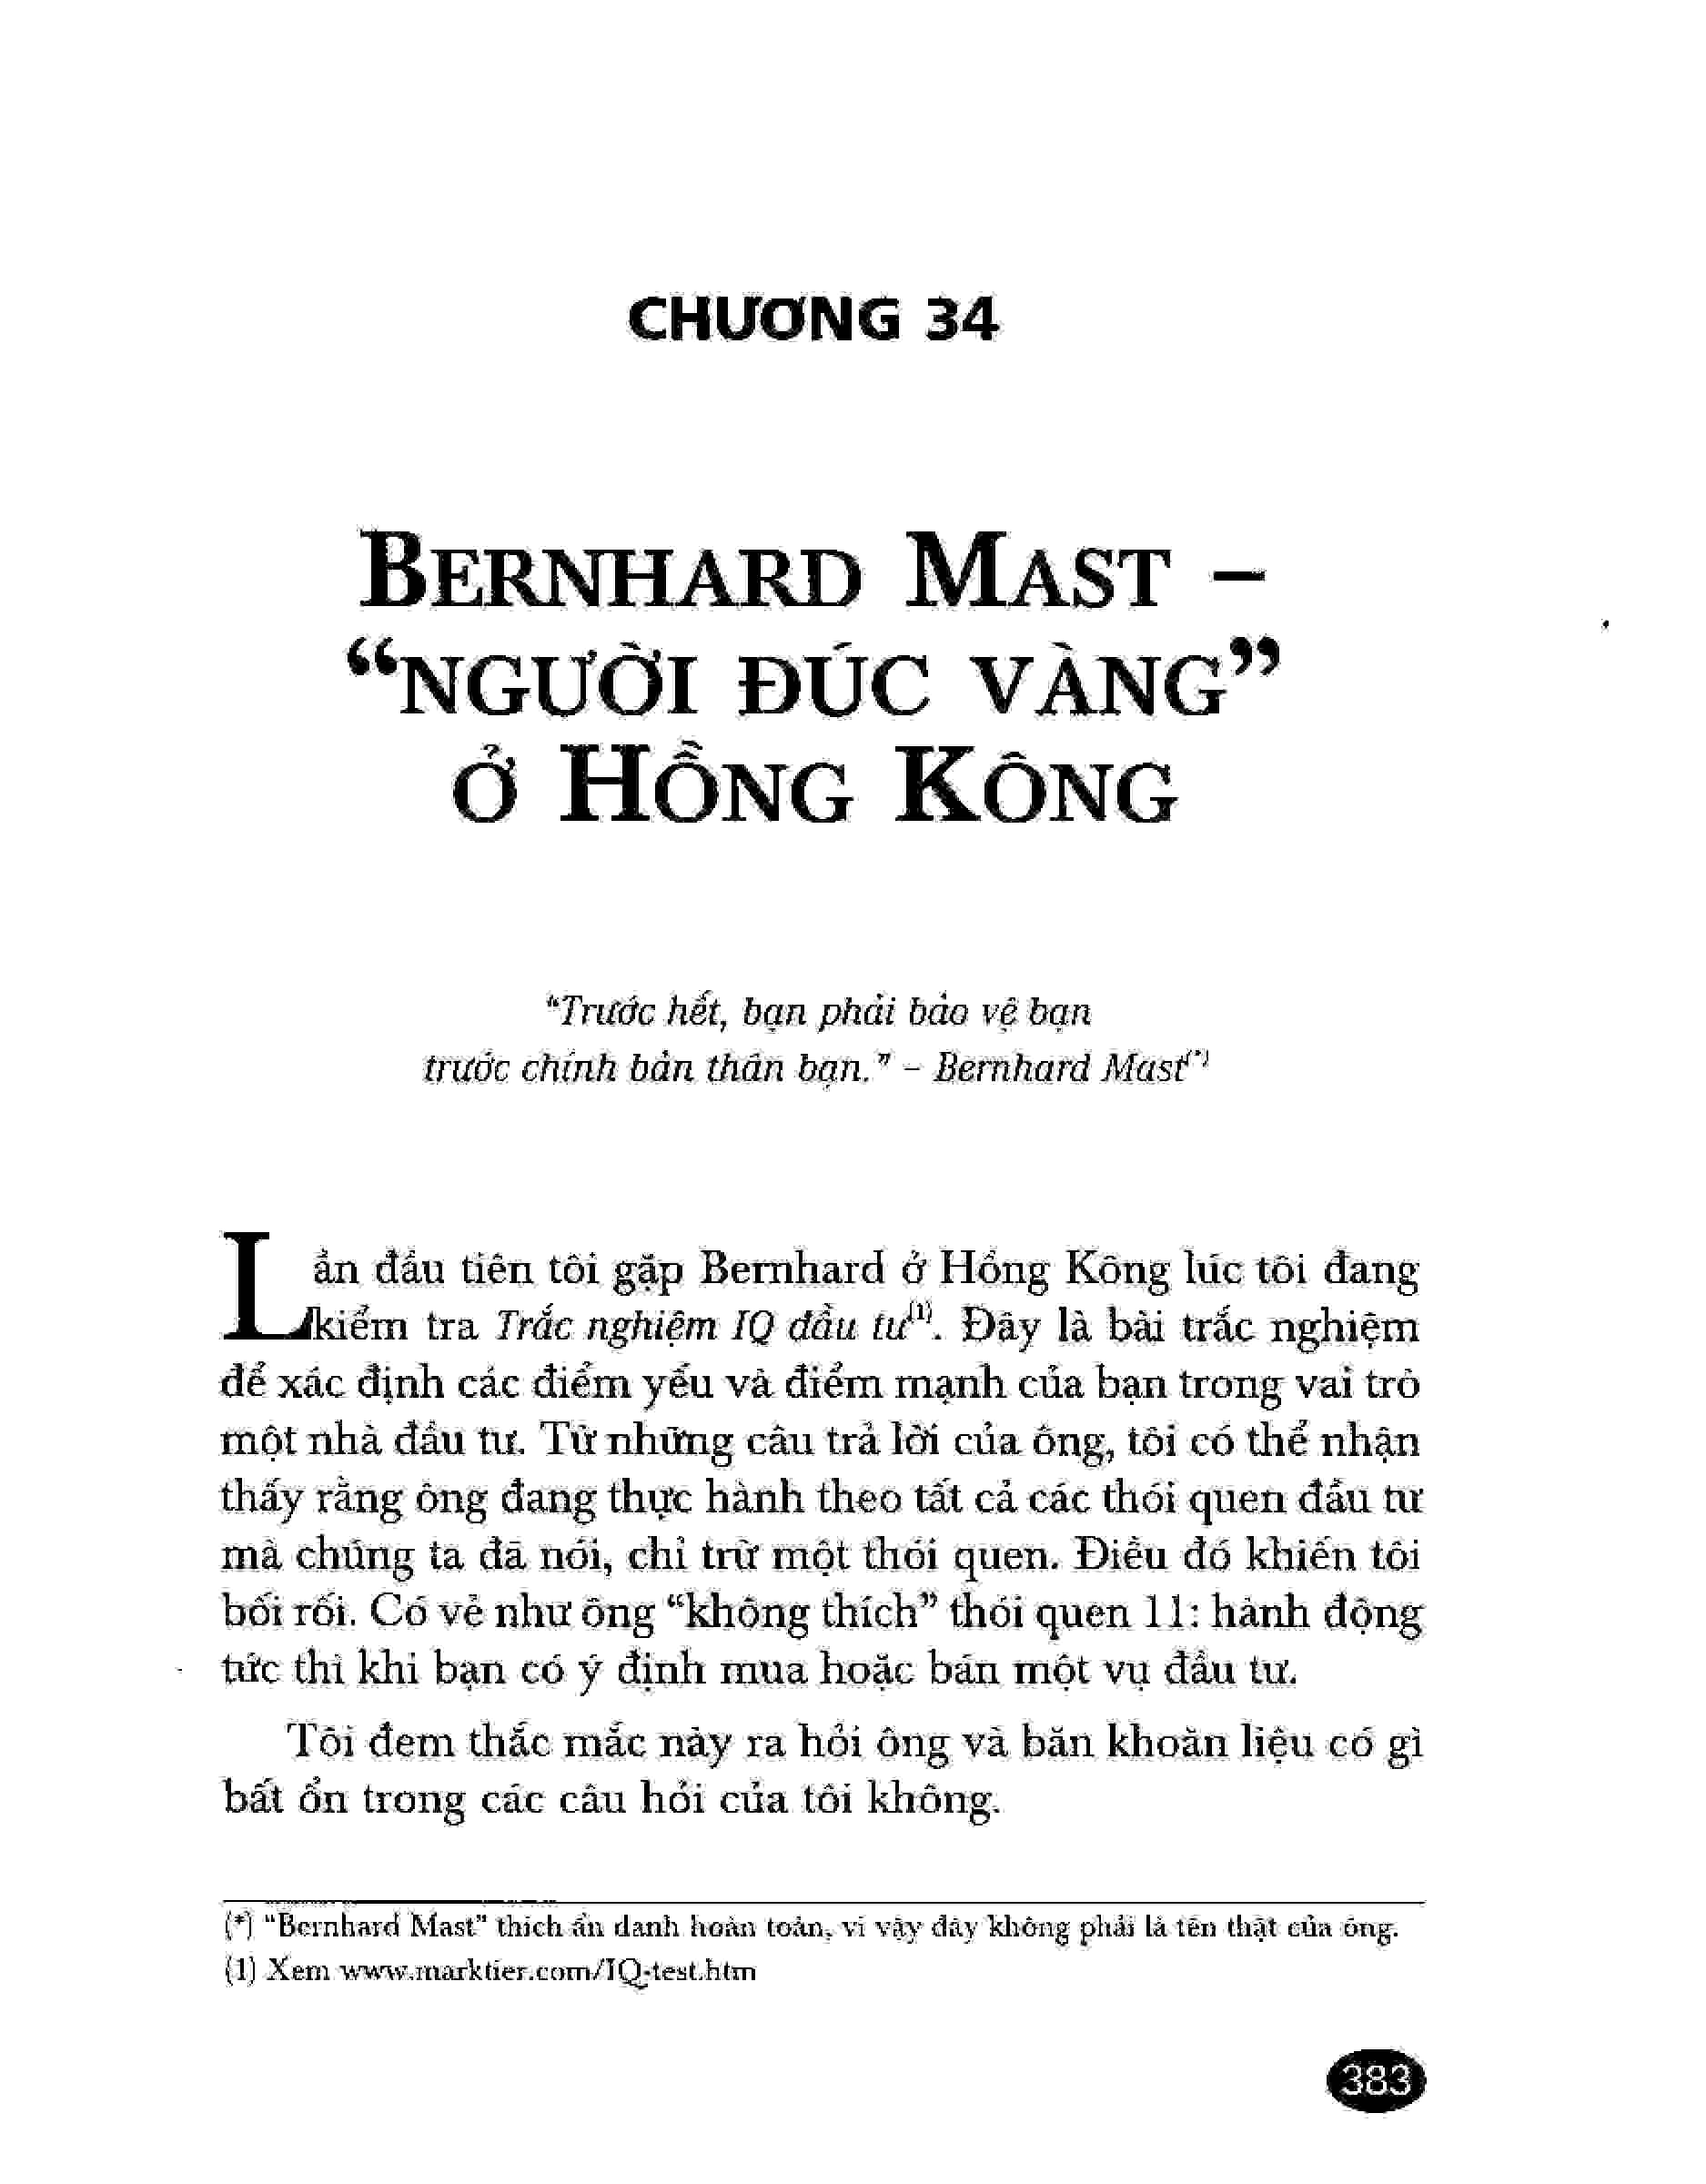 CHƯƠNG 34
BERNHARD MAST –
“NGƯỜI ĐÚC VÀNG”
Ở HỒNG KÔNG
“Trước hết, bạn phải bảo vệ bạn
trước chính bản thân bạn.” – Bernhard Mast(*)
Lần đầu tiên tôi gặp Bernhard ở Hồng Kông lúc tôi đang
kiểm tra Trắc nghiệm IQ đầu tư(1). Đây là bài trắc nghiệm
để xác định các điểm yếu và điểm mạnh của bạn trong vai trò
một nhà đầu tư. Từ những câu trả lời của ông, tôi có thể nhận
thấy rằng ông đang thực hành theo tất cả các thói quen đầu tư
mà chúng ta đã nói, chỉ trừ một thói quen. Điều đó khiến tôi
bối rối. Có vẻ như ông “không thích” thói quen 11: hành động
tức thì khi bạn có ý định mua hoặc bán một vụ đầu tư.
Tôi đem thắc mắc này ra hỏi ông và băn khoăn liệu có gì
bất ổn trong các câu hỏi của tôi không.
(*) “Bernhard Mast” thích ẩn danh hoàn toàn, vì vậy đây không phải là tên thật của ông.
(1) Xem www.marktier.com/IQ-test.htm
383